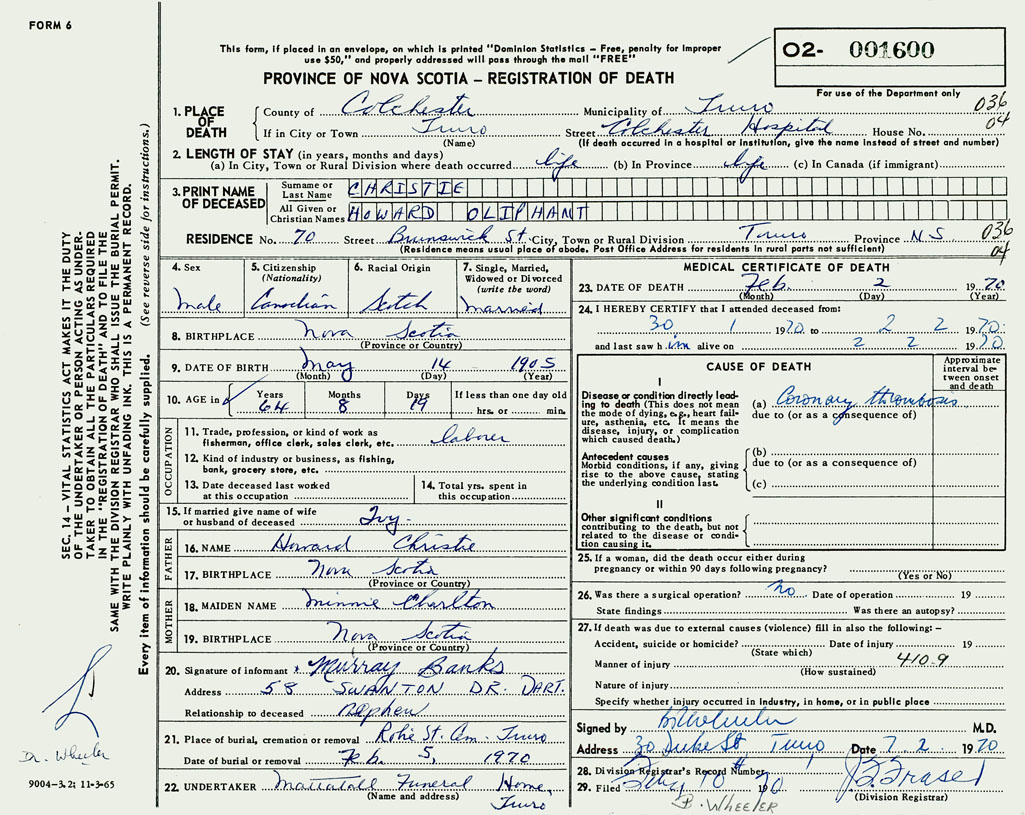 FORM 6
This form, if placed in an envelope, on which is printed "Dominion Statistics – Free, penalty for improper
use $50," and properly addressed will pass through the mail "FREE"
O2- 001600
PROVINCE OF NOVA SCOTIA – REGISTRATION OF DEATH
For use of the Department only
1. PLACE OF DEATH County of Colchester Municipality of Truro 036
If in City or Town Truro Street Colchester Hospital House No. 04
(Name) (If death occurred in a hospital or institution, give the name instead of street and number)
2. LENGTH OF STAY (in years, months and days)
(a) In City, Town or Rural Division where death occurred life (b) In Province life (c) In Canada (if immigrant)
3. PRINT NAME OF DECEASED Surname or Last Name CHRISTIE
All Given or Christian Names HOWARD OLIPHANT
RESIDENCE No. 70 Street Brunswick St City, Town or Rural Division Truro Province N.S 036
(Residence means usual place of abode. Post Office Address for residents in rural parts not sufficient) 04
4. Sex
male
5. Citizenship
(Nationality)
Canadian
6. Racial Origin
Scotch
7. Single, Married,
Widowed or Divorced
(write the word)
married
8. BIRTHPLACE Nova Scotia
(Province or Country)
9. DATE OF BIRTH May 14 1905
(Month) (Day) (Year)
10. AGE in Years 64 Months 8 Days 19 If less than one day old
hrs. or min.
OCCUPATION
11. Trade, profession, or kind of work as
fisherman, office clerk, sales clerk, etc. laborer
12. Kind of industry or business, as fishing,
bank, grocery store, etc.
13. Date deceased last worked
at this occupation
14. Total yrs. spent in
this occupation
15. If married give name of wife
or husband of deceased Ivy
FATHER
16. NAME Howard Christie
17. BIRTHPLACE Nova Scotia
(Province or Country)
MOTHER
18. MAIDEN NAME Minnie Charlton
19. BIRTHPLACE Nova Scotia
(Province or Country)
20. Signature of informant Murray Banks
Address 58 SWANTON DR. DART.
Relationship to deceased nephew
21. Place of burial, cremation or removal Robie St. Cem. Truro
Date of burial or removal Feb. 5, 1970
22. UNDERTAKER Mattatall Funeral Home,
(Name and address) Truro
MEDICAL CERTIFICATE OF DEATH
23. DATE OF DEATH Feb. 2 1970
(Month) (Day) (Year)
24. I HEREBY CERTIFY that I attended deceased from:
30 1 1970 to 2 2 1970
and last saw him alive on 2 2 1970
CAUSE OF DEATH
Approximate
interval be-
tween onset
and death
I
Disease or condition directly lead-
ing to death (This does not mean
the mode of dying, e.g., heart fail-
ure, asthenia, etc. It means the
disease, injury, or complication
which caused death.)
(a) Coronary thrombosis
due to (or as a consequence of)
Antecedent causes
Morbid conditions, if any, giving
rise to the above cause, stating
the underlying condition last.
(b)
due to (or as a consequence of)
(c)
II
Other significant conditions
contributing to the death, but not
related to the disease or condi-
tion causing it.
25. If a woman, did the death occur either during
pregnancy or within 90 days following pregnancy?
(Yes or No)
26. Was there a surgical operation? no Date of operation 19
State findings Was there an autopsy?
27. If death was due to external causes (violence) fill in also the following: –
Accident, suicide or homicide? Date of injury 19
(State which) 410.9
Manner of injury
(How sustained)
Nature of injury
Specify whether injury occurred in industry, in home, or in public place
Signed by B Wheeler M.D.
Address 30 Duke St, Truro Date 7 2 1970
28. Division Registrar's Record Number
29. Filed 10 1970
(Division Registrar)
B. WHEELER
SEC. 14 – VITAL STATISTICS ACT MAKES IT THE DUTY
OF THE UNDERTAKER OR PERSON ACTING AS UNDER-
TAKER TO OBTAIN ALL THE PARTICULARS REQUIRED
IN THE "REGISTRATION OF DEATH" AND TO FILE THE
SAME WITH THE DIVISION REGISTRAR WHO SHALL ISSUE THE BURIAL PERMIT.
WRITE PLAINLY WITH UNFADING INK. THIS IS A PERMANENT RECORD.
Every item of information should be carefully supplied. (See reverse side for instructions.)
Dr. Wheeler
9004-3.2; 11-3-65